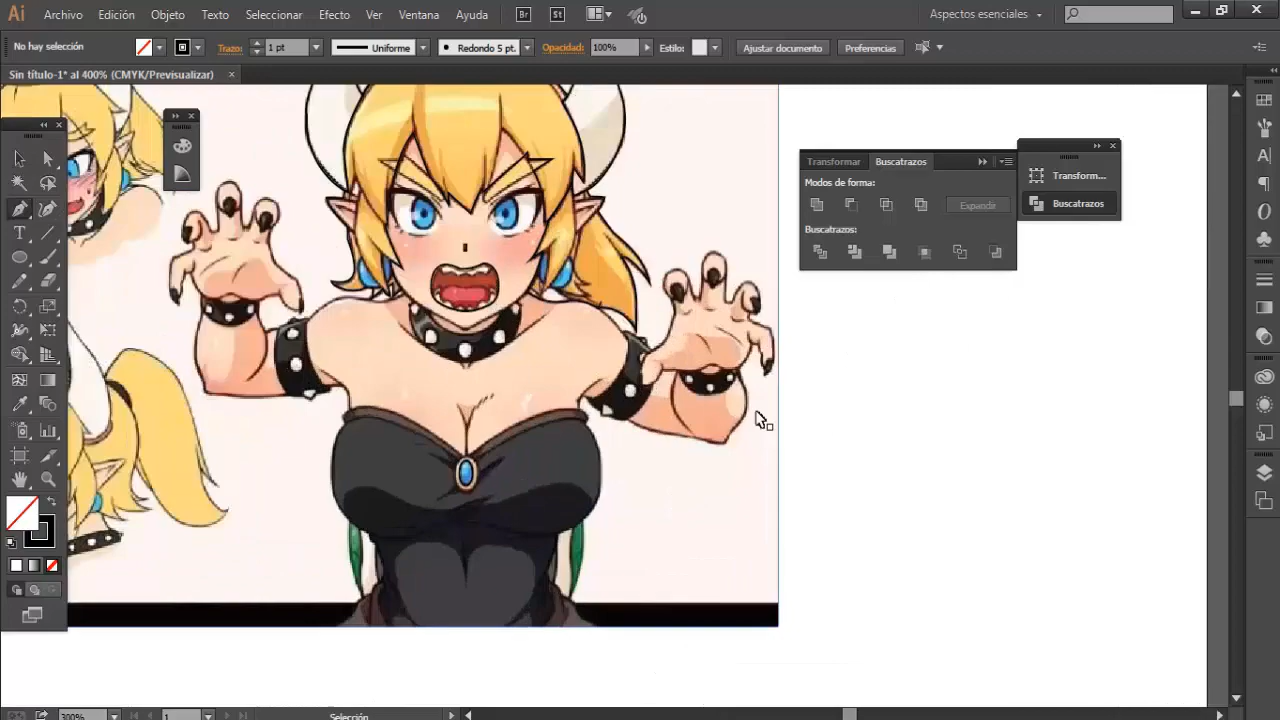 Ai Archivo Edición Objeto Texto Seleccionar Efecto Ver Ventana Ayuda Br St Aspectos esenciales
No hay selección Trazo: 1 pt Uniforme Redondo 5 pt. Opacidad: 100% Estilo: Ajustar documento Preferencias
Sin título-1* al 400% (CMYK/Previsualizar)
Transformar Buscatrazos
Modos de forma:
Expandir
Buscatrazos:
Transform...
Buscatrazos
300% 1 Selección